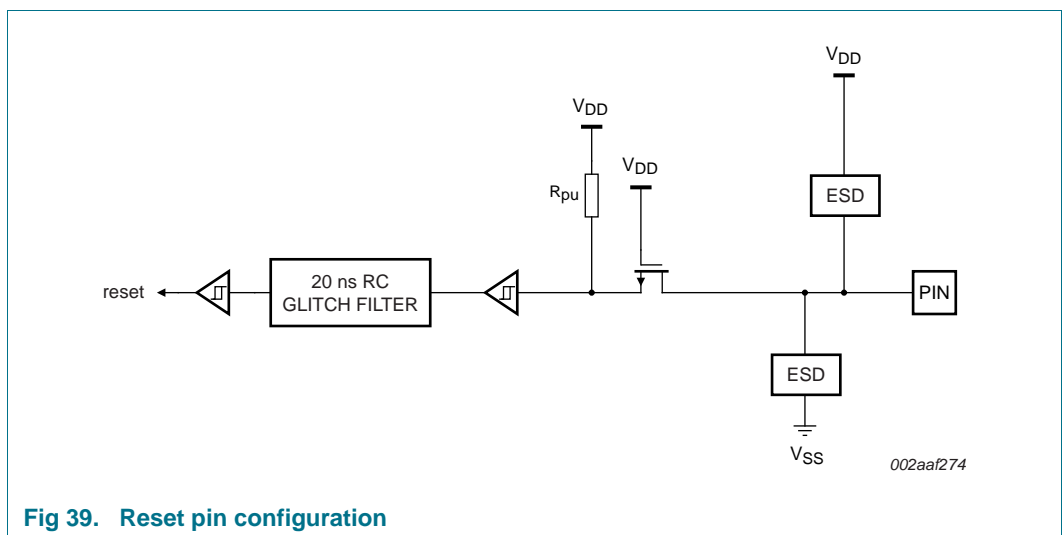 VDD
VDD
VDD
Rpu
ESD
reset
20 ns RC
GLITCH FILTER
PIN
ESD
VSS
002aaf274
Fig 39. Reset pin configuration